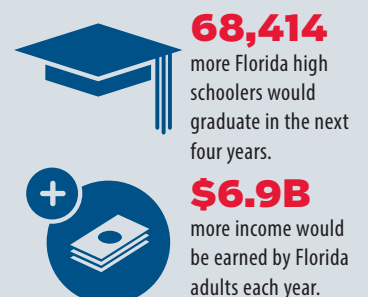 68,414
more Florida high
schoolers would
graduate in the next
four years.
$6.9B
more income would
be earned by Florida
adults each year.